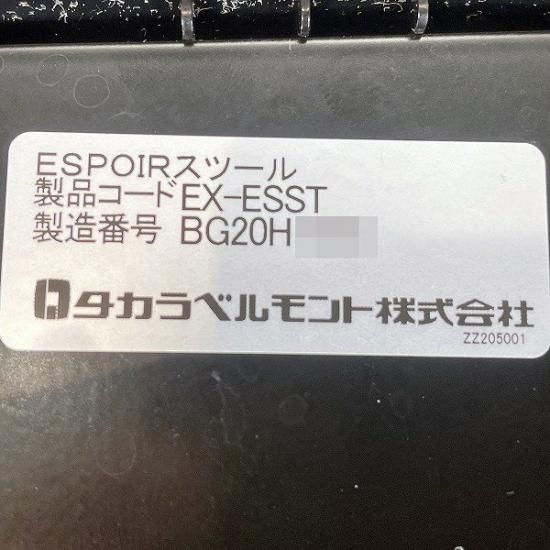 ESPOIRスツール
製品コードEX-ESST
製造番号 BG20H
タカラベルモント株式会社
ZZ205001